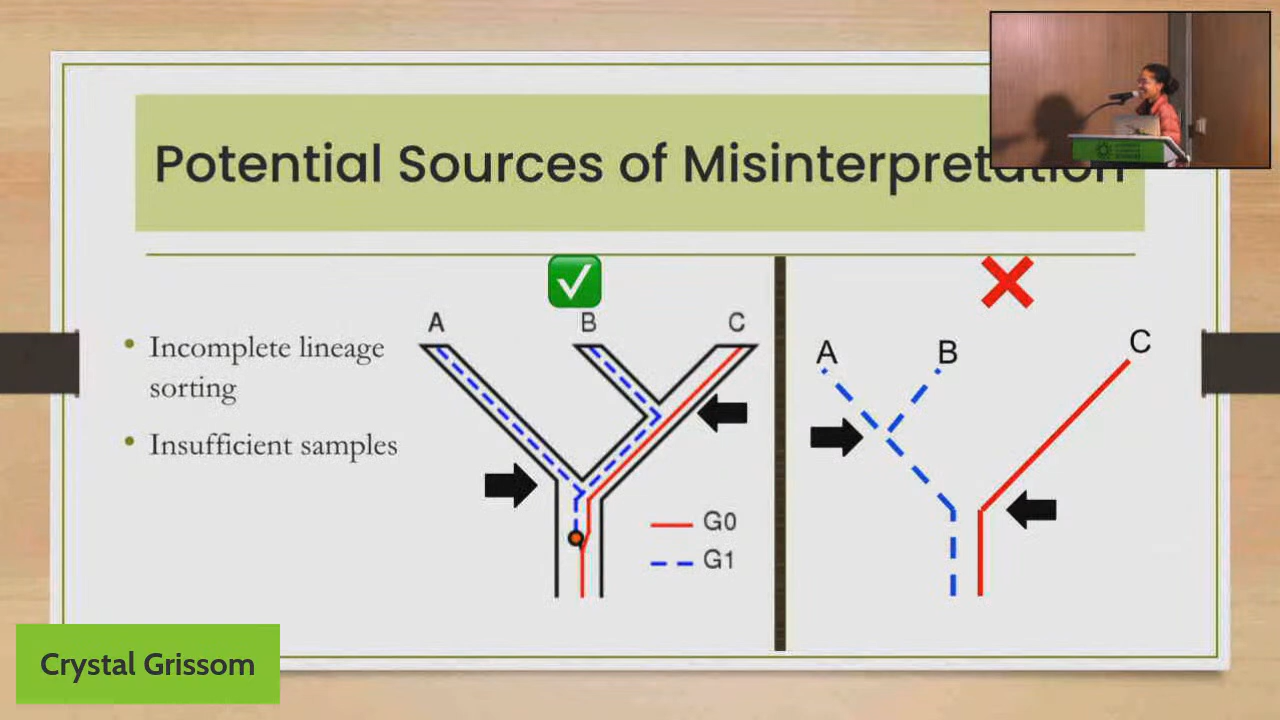 Potential Sources of Misinterpretation
A
B
C
A
B
C
• Incomplete lineage
sorting
• Insufficient samples
G0
G1
Crystal Grissom